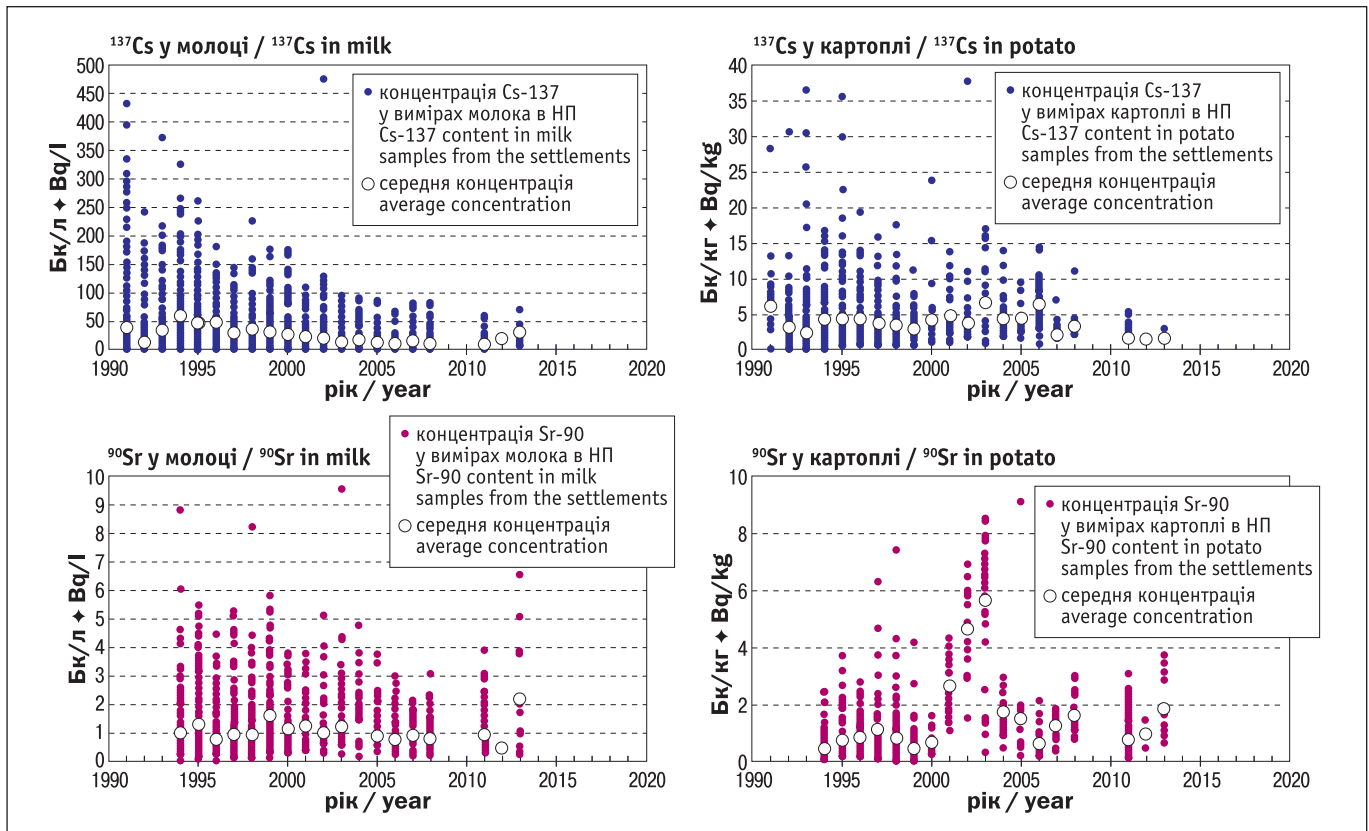 ¹³⁷Cs у молоці / ¹³⁷Cs in milk
500
450
400
350
300
250
200
150
100
50
0
Бк/л ✦ Bq/l
1990
1995
2000
2005
2010
2015
2020
рік / year
концентрація Cs-137
у вимірах молока в НП
Cs-137 content in milk
samples from the settlements
середня концентрація
average concentration
¹³⁷Cs у картоплі / ¹³⁷Cs in potato
40
35
30
25
20
15
10
5
0
Бк/кг ✦ Bq/kg
1990
1995
2000
2005
2010
2015
2020
рік / year
концентрація Cs-137
у вимірах картоплі в НП
Cs-137 content in potato
samples from the settlements
середня концентрація
average concentration
⁹⁰Sr у молоці / ⁹⁰Sr in milk
10
9
8
7
6
5
4
3
2
1
0
Бк/л ✦ Bq/l
1990
1995
2000
2005
2010
2015
2020
рік / year
концентрація Sr-90
у вимірах молока в НП
Sr-90 content in milk
samples from the settlements
середня концентрація
average concentration
⁹⁰Sr у картоплі / ⁹⁰Sr in potato
10
8
6
4
2
0
Бк/кг ✦ Bq/kg
1990
1995
2000
2005
2010
2015
2020
рік / year
концентрація Sr-90
у вимірах картоплі в НП
Sr-90 content in potato
samples from the settlements
середня концентрація
average concentration